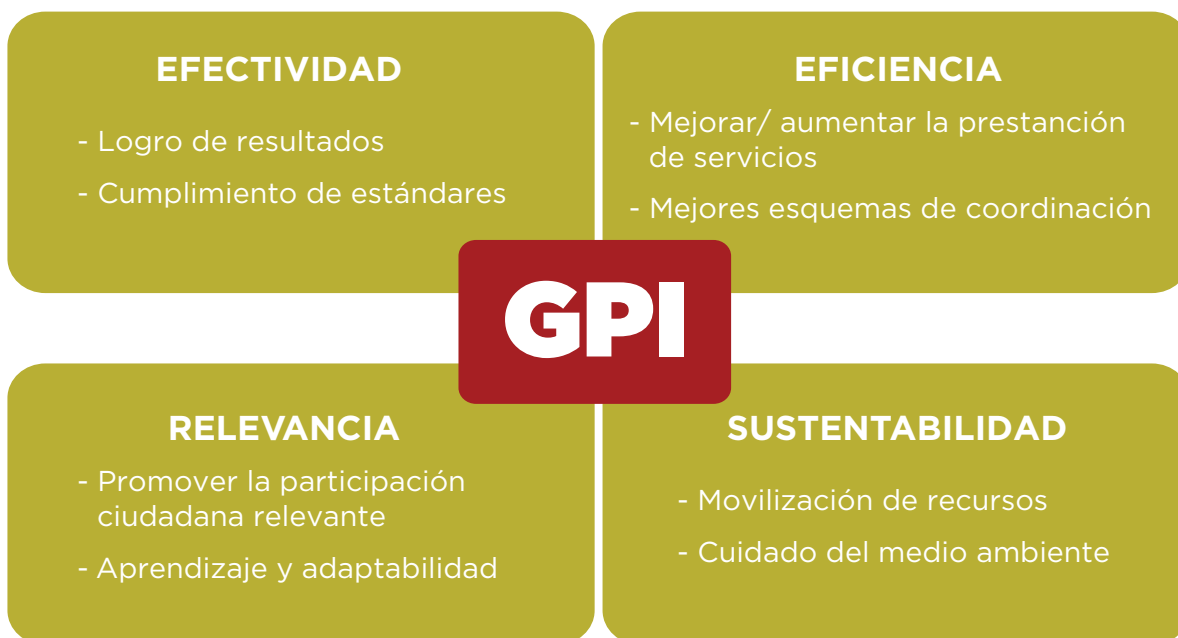 EFECTIVIDAD
- Logro de resultados
- Cumplimiento de estándares
EFICIENCIA
- Mejorar/ aumentar la prestanción
de servicios
- Mejores esquemas de coordinación
GPI
RELEVANCIA
- Promover la participación
ciudadana relevante
- Aprendizaje y adaptabilidad
SUSTENTABILIDAD
- Movilización de recursos
- Cuidado del medio ambiente